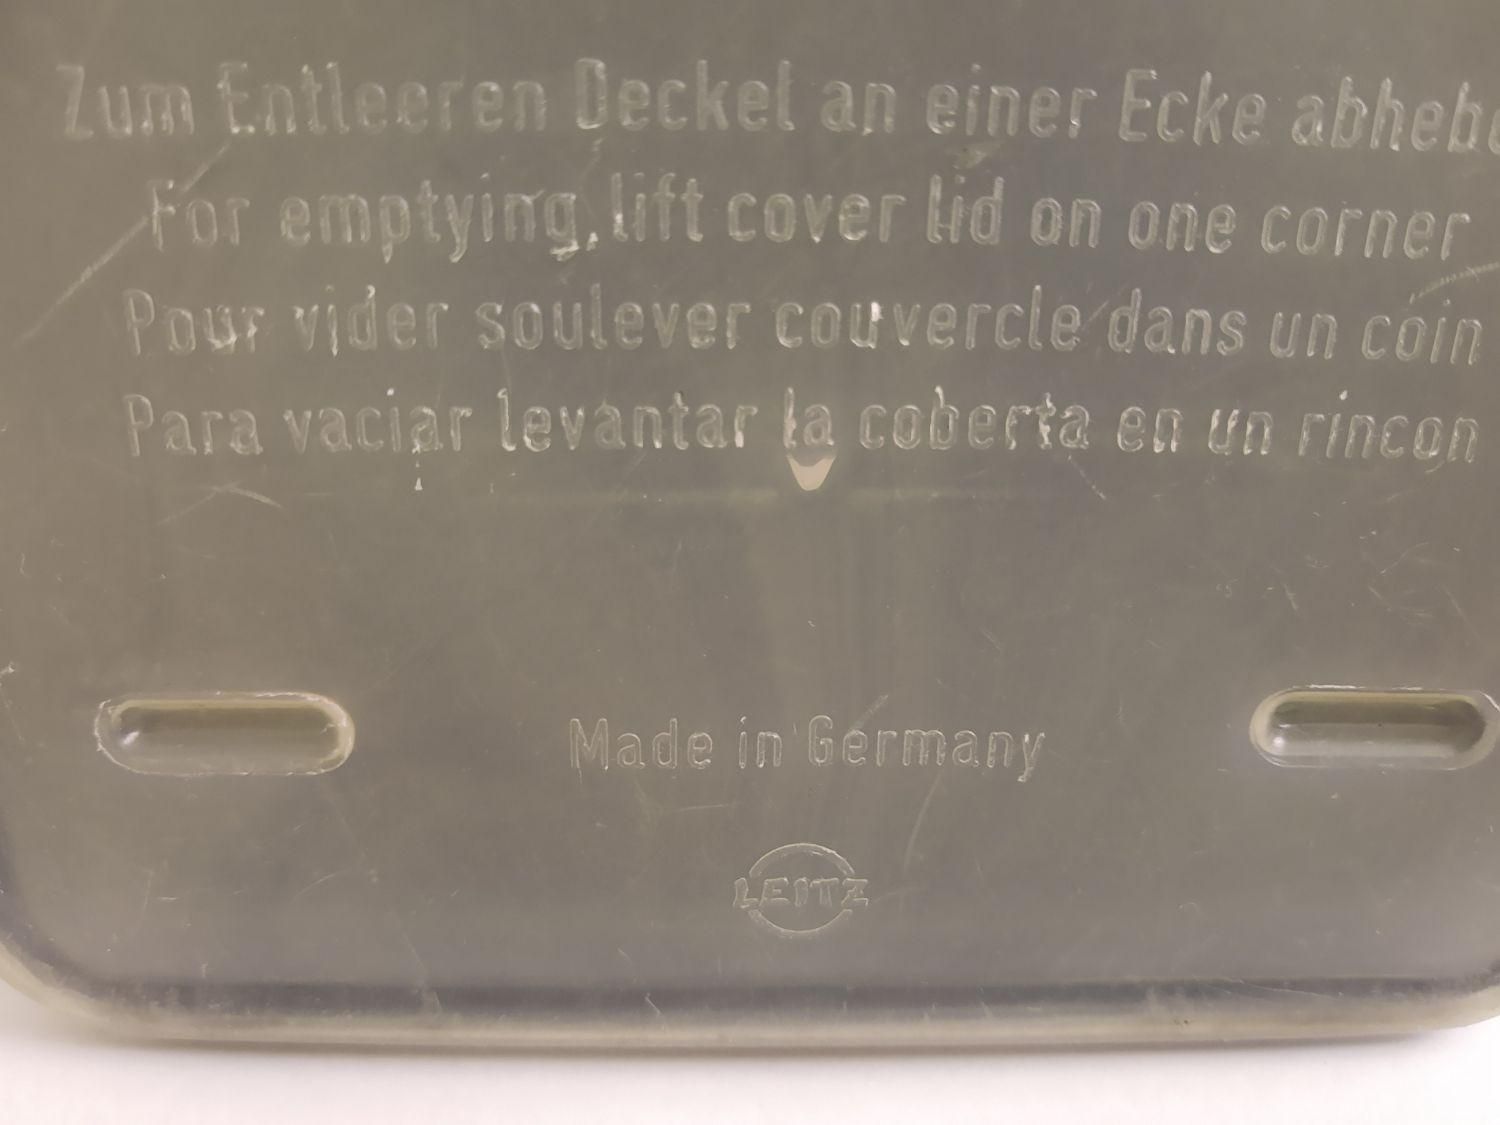 Zum Entleeren Deckel an einer Ecke abhebe
For emptying, lift cover lid on one corner
Pour vider soulever couvercle dans un coin
Para vaciar levantar la coberta en un rincon
Made in Germany
LEITZ